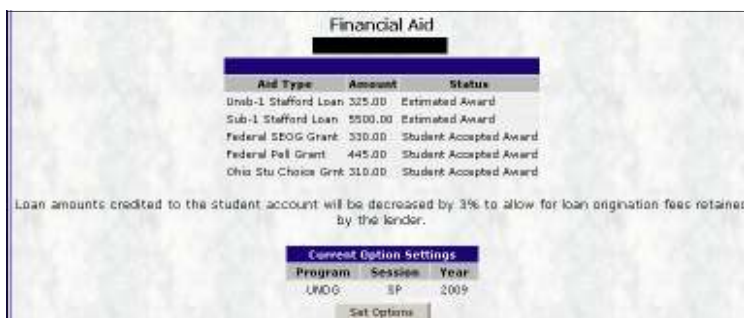 Financial Aid
Aid Type Amount Status
Unsb-1 Stafford Loan 325.00 Estimated Award
Sub-1 Stafford Loan 5500.00 Estimated Award
Federal SEOG Grant 330.00 Student Accepted Award
Federal Pell Grant 445.00 Student Accepted Award
Ohio Stu Choice Grnt 310.00 Student Accepted Award
Loan amounts credited to the student account will be decreased by 3% to allow for loan origination fees retained
by the lender.
Current Option Settings
Program Session Year
UNDG SP 2009
Set Options